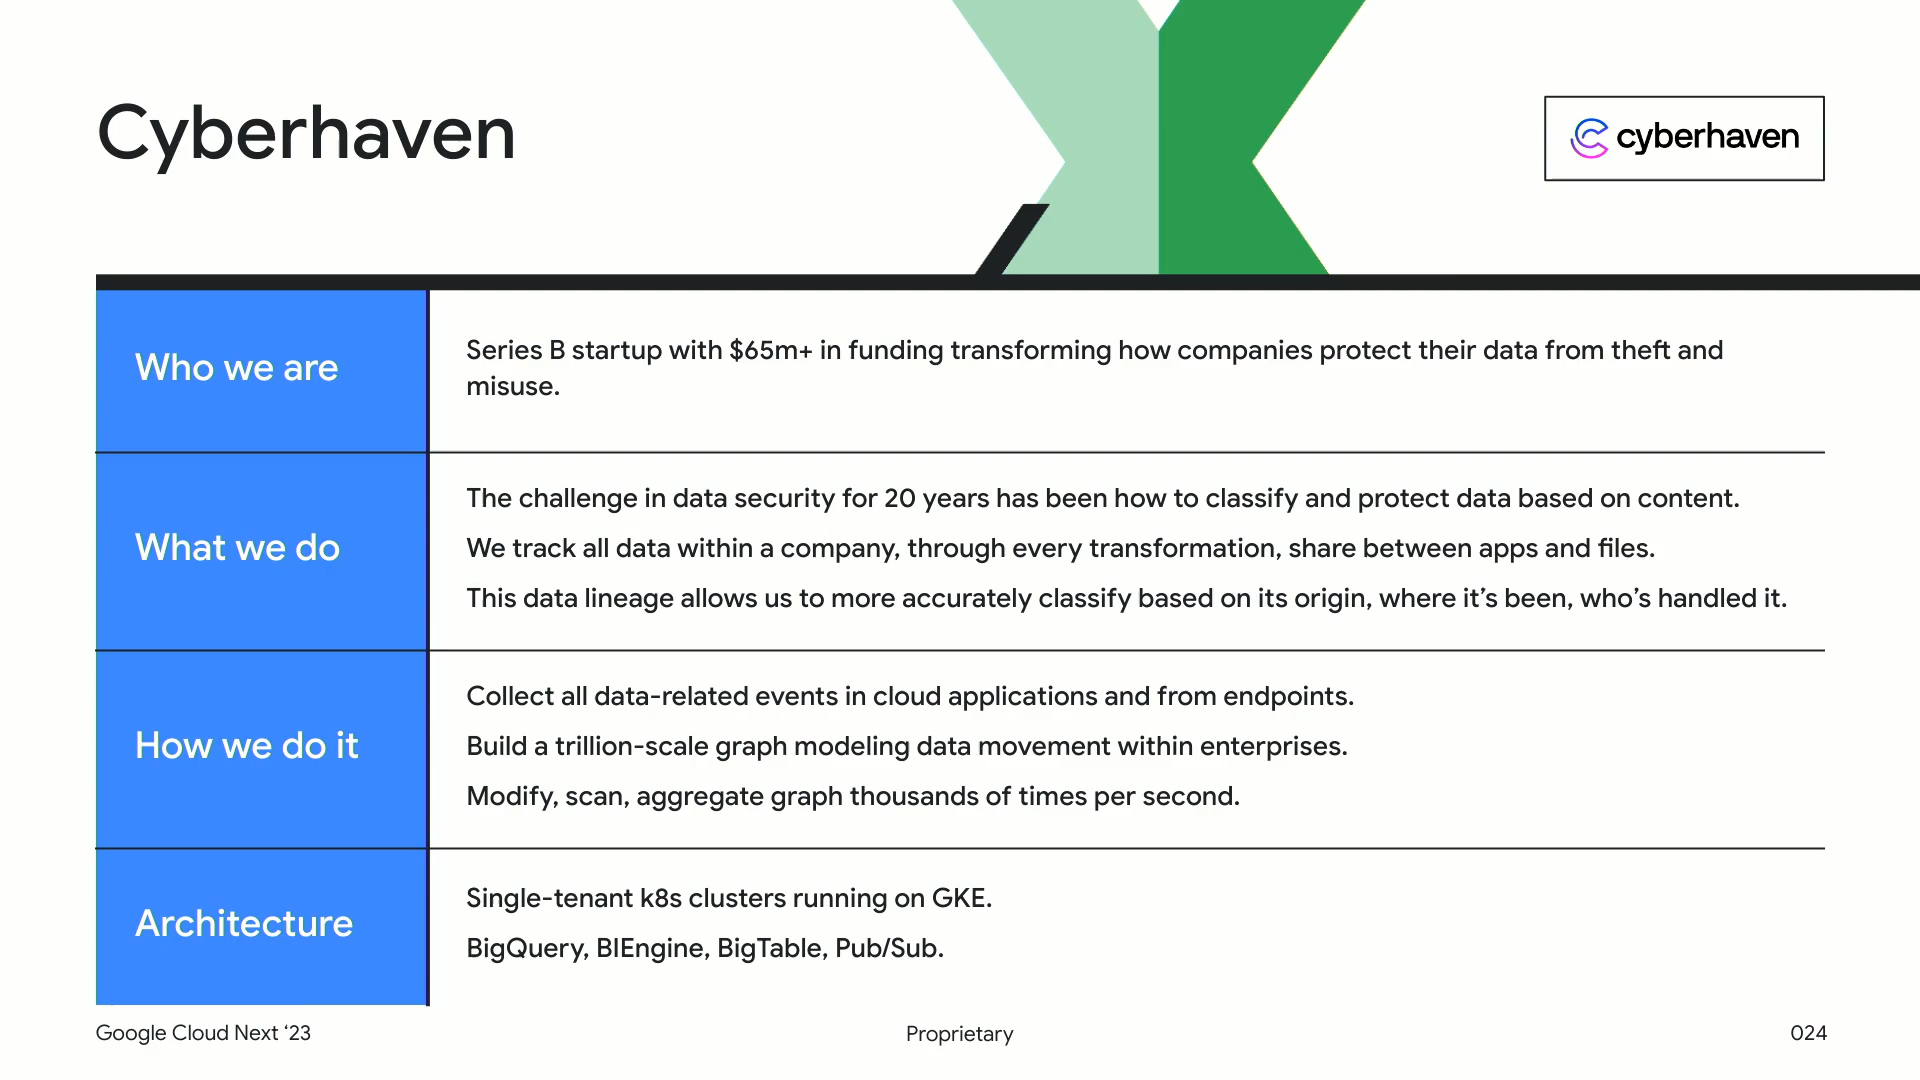 Cyberhaven
cyberhaven
Who we are
Series B startup with $65m+ in funding transforming how companies protect their data from theft and
misuse.
What we do
The challenge in data security for 20 years has been how to classify and protect data based on content.
We track all data within a company, through every transformation, share between apps and files.
This data lineage allows us to more accurately classify based on its origin, where it’s been, who’s handled it.
How we do it
Collect all data-related events in cloud applications and from endpoints.
Build a trillion-scale graph modeling data movement within enterprises.
Modify, scan, aggregate graph thousands of times per second.
Architecture
Single-tenant k8s clusters running on GKE.
BigQuery, BIEngine, BigTable, Pub/Sub.
Google Cloud Next ‘23
Proprietary
024